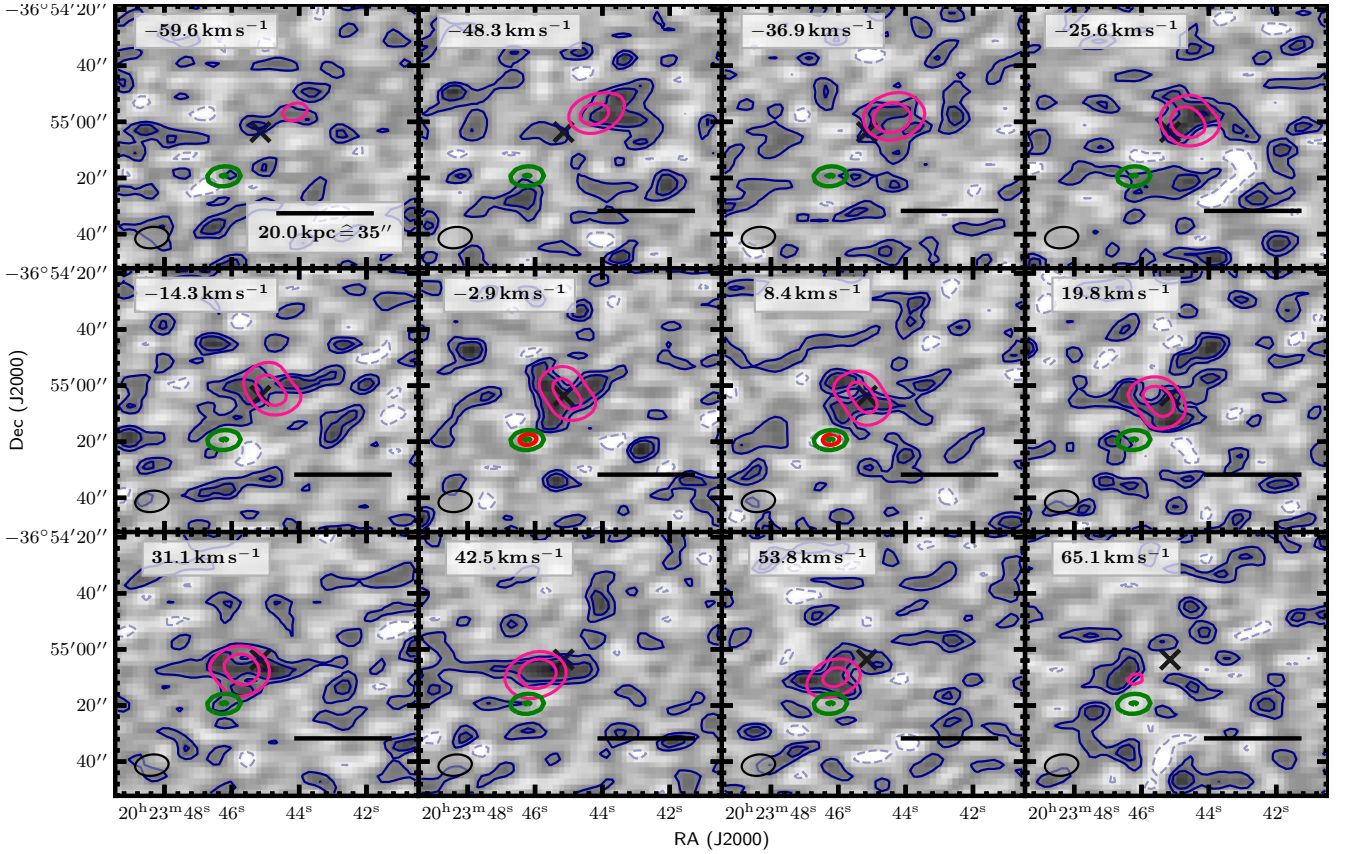 −36°54′20″
−59.6 km s⁻¹
−48.3 km s⁻¹
−36.9 km s⁻¹
−25.6 km s⁻¹
40″
55′00″
20″
20.0 kpc ≙ 35″
40″
−36°54′20″
−14.3 km s⁻¹
−2.9 km s⁻¹
8.4 km s⁻¹
19.8 km s⁻¹
40″
55′00″
20″
40″
Dec (J2000)
−36°54′20″
31.1 km s⁻¹
42.5 km s⁻¹
53.8 km s⁻¹
65.1 km s⁻¹
40″
55′00″
20″
40″
20ʰ23ᵐ48ˢ 46ˢ 44ˢ 42ˢ 20ʰ23ᵐ48ˢ 46ˢ 44ˢ 42ˢ 20ʰ23ᵐ48ˢ 46ˢ 44ˢ 42ˢ 20ʰ23ᵐ48ˢ 46ˢ 44ˢ 42ˢ
RA (J2000)